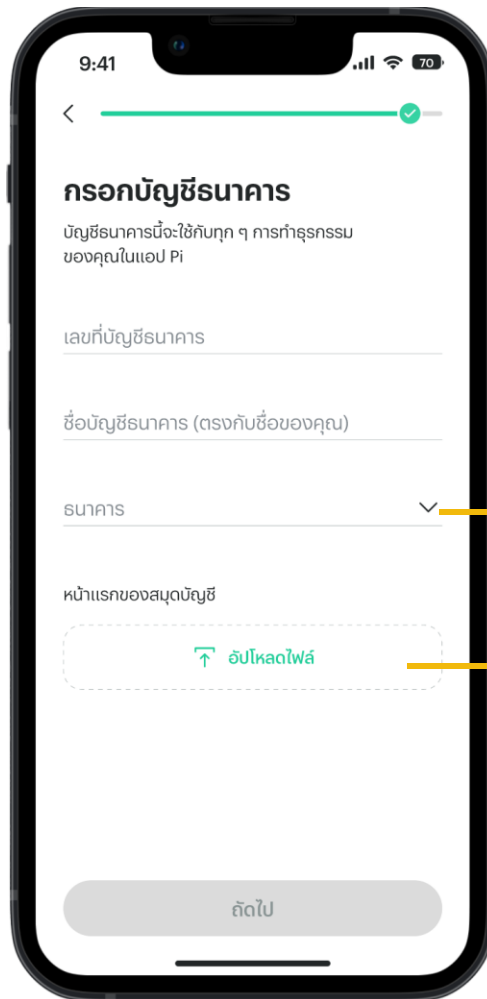 9:41
70
กรอกบัญชีธนาคาร
บัญชีธนาคารนี้จะใช้กับทุก ๆ การทำธุรกรรม
ของคุณในแอป Pi
เลขที่บัญชีธนาคาร
ชื่อบัญชีธนาคาร (ตรงกับชื่อของคุณ)
ธนาคาร
หน้าแรกของสมุดบัญชี
อัปโหลดไฟล์
ถัดไป